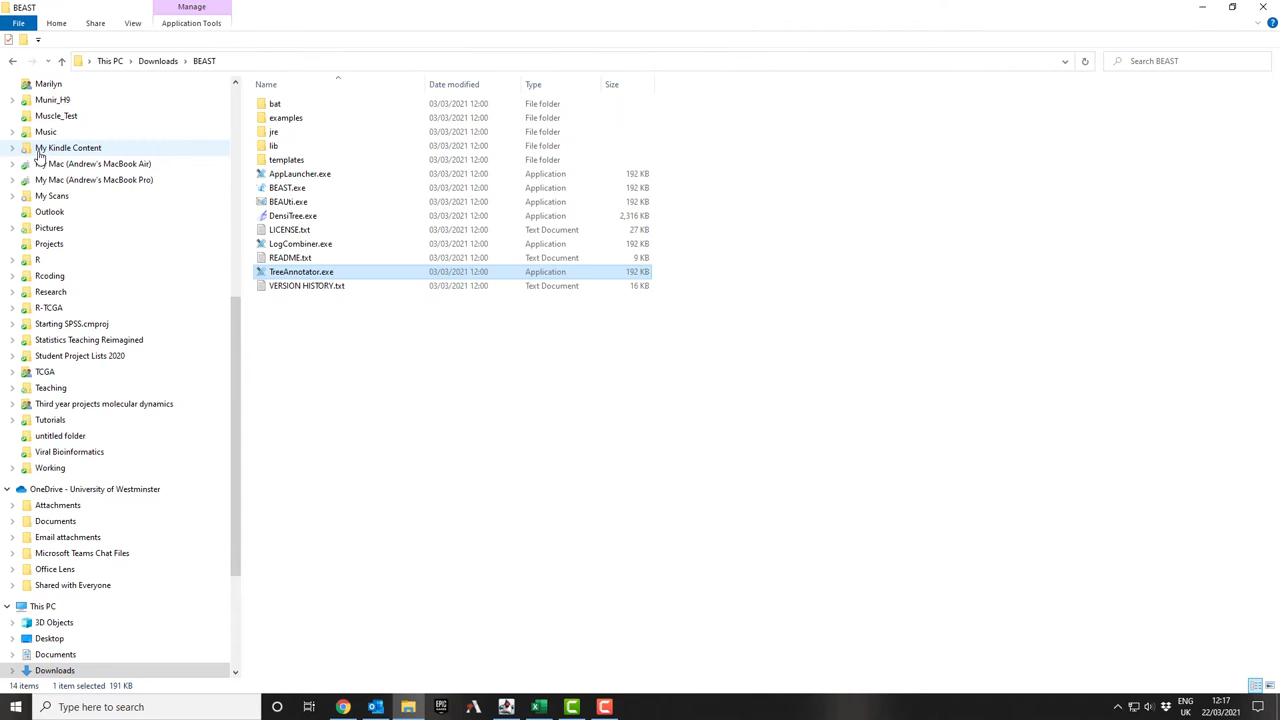 BEAST
Manage
File Home Share View Application Tools
This PC Downloads BEAST Search BEAST
Name Date modified Type Size
Marilyn
Munir_H9
Muscle_Test
Music
My Kindle Content
My Mac (Andrew's MacBook Air)
My Mac (Andrew's MacBook Pro)
My Scans
Outlook
Pictures
Projects
R
Rcoding
Research
R-TCGA
Starting SPSS.cmproj
Statistics Teaching Reimagined
Student Project Lists 2020
TCGA
Teaching
Third year projects molecular dynamics
Tutorials
untitled folder
Viral Bioinformatics
Working
OneDrive - University of Westminster
Attachments
Documents
Email attachments
Microsoft Teams Chat Files
Office Lens
Shared with Everyone
This PC
3D Objects
Desktop
Documents
Downloads
bat 03/03/2021 12:00 File folder
examples 03/03/2021 12:00 File folder
jre 03/03/2021 12:00 File folder
lib 03/03/2021 12:00 File folder
templates 03/03/2021 12:00 File folder
AppLauncher.exe 03/03/2021 12:00 Application 192 KB
BEAST.exe 03/03/2021 12:00 Application 192 KB
BEAUti.exe 03/03/2021 12:00 Application 192 KB
DensiTree.exe 03/03/2021 12:00 Application 2,316 KB
LICENSE.txt 03/03/2021 12:00 Text Document 27 KB
LogCombiner.exe 03/03/2021 12:00 Application 192 KB
README.txt 03/03/2021 12:00 Text Document 9 KB
TreeAnnotator.exe 03/03/2021 12:00 Application 192 KB
VERSION HISTORY.txt 03/03/2021 12:00 Text Document 16 KB
14 items 1 item selected 191 KB
Type here to search
EPIC
ENG
UK
12:17
22/03/2021